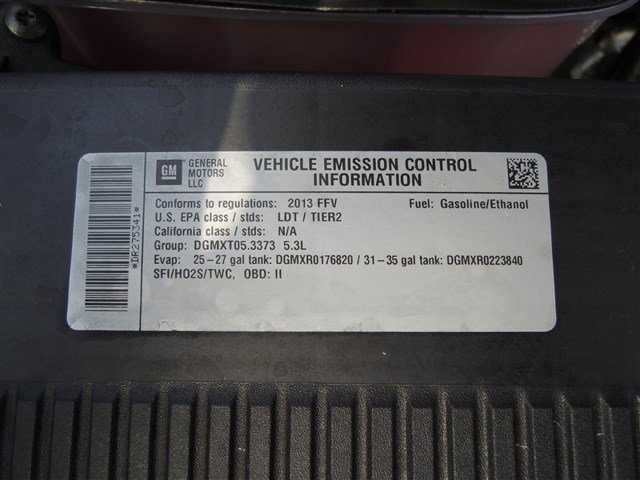 GM
GENERAL
MOTORS
LLC
VEHICLE EMISSION CONTROL
INFORMATION
Conforms to regulations: 2013 FFV Fuel: Gasoline/Ethanol
U.S. EPA class / stds: LDT / TIER2
California class / stds: N/A
Group: DGMXT05.3373 5.3L
Evap: 25-27 gal tank: DGMXR0176820 / 31-35 gal tank: DGMXR0223840
SFI/HO2S/TWC, OBD: II
*DR275341*